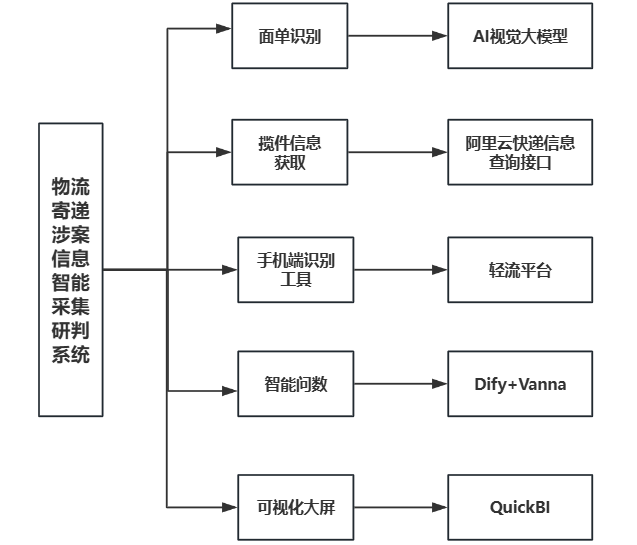 面单识别
AI视觉大模型
揽件信息
获取
阿里云快递信息
查询接口
物流
寄递
涉案
信息
智能
采集
研判
系统
手机端识别
工具
轻流平台
智能问数
Dify+Vanna
可视化大屏
QuickBI